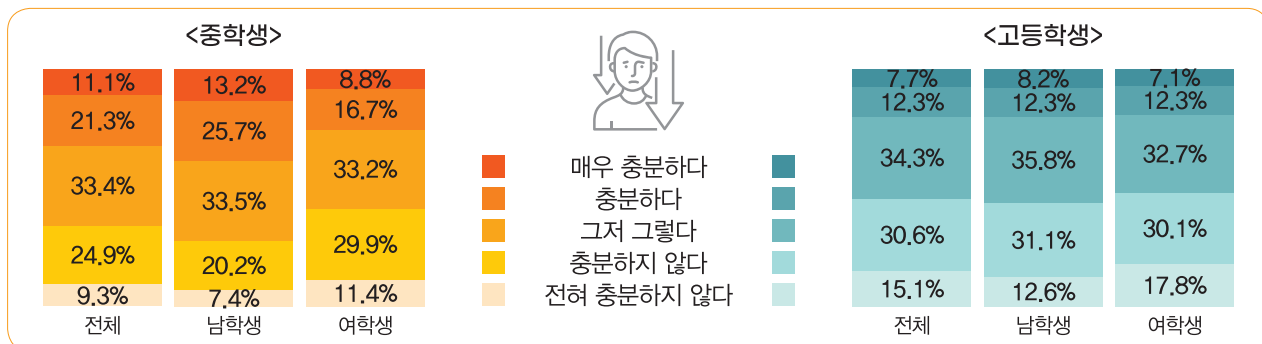 <중학생>
11.1% 13.2% 8.8%
21.3% 25.7% 16.7%
33.4% 33.5% 33.2%
24.9% 20.2% 29.9%
9.3% 7.4% 11.4%
전체 남학생 여학생
매우 충분하다
충분하다
그저 그렇다
충분하지 않다
전혀 충분하지 않다
<고등학생>
7.7% 8.2% 7.1%
12.3% 12.3% 12.3%
34.3% 35.8% 32.7%
30.6% 31.1% 30.1%
15.1% 12.6% 17.8%
전체 남학생 여학생